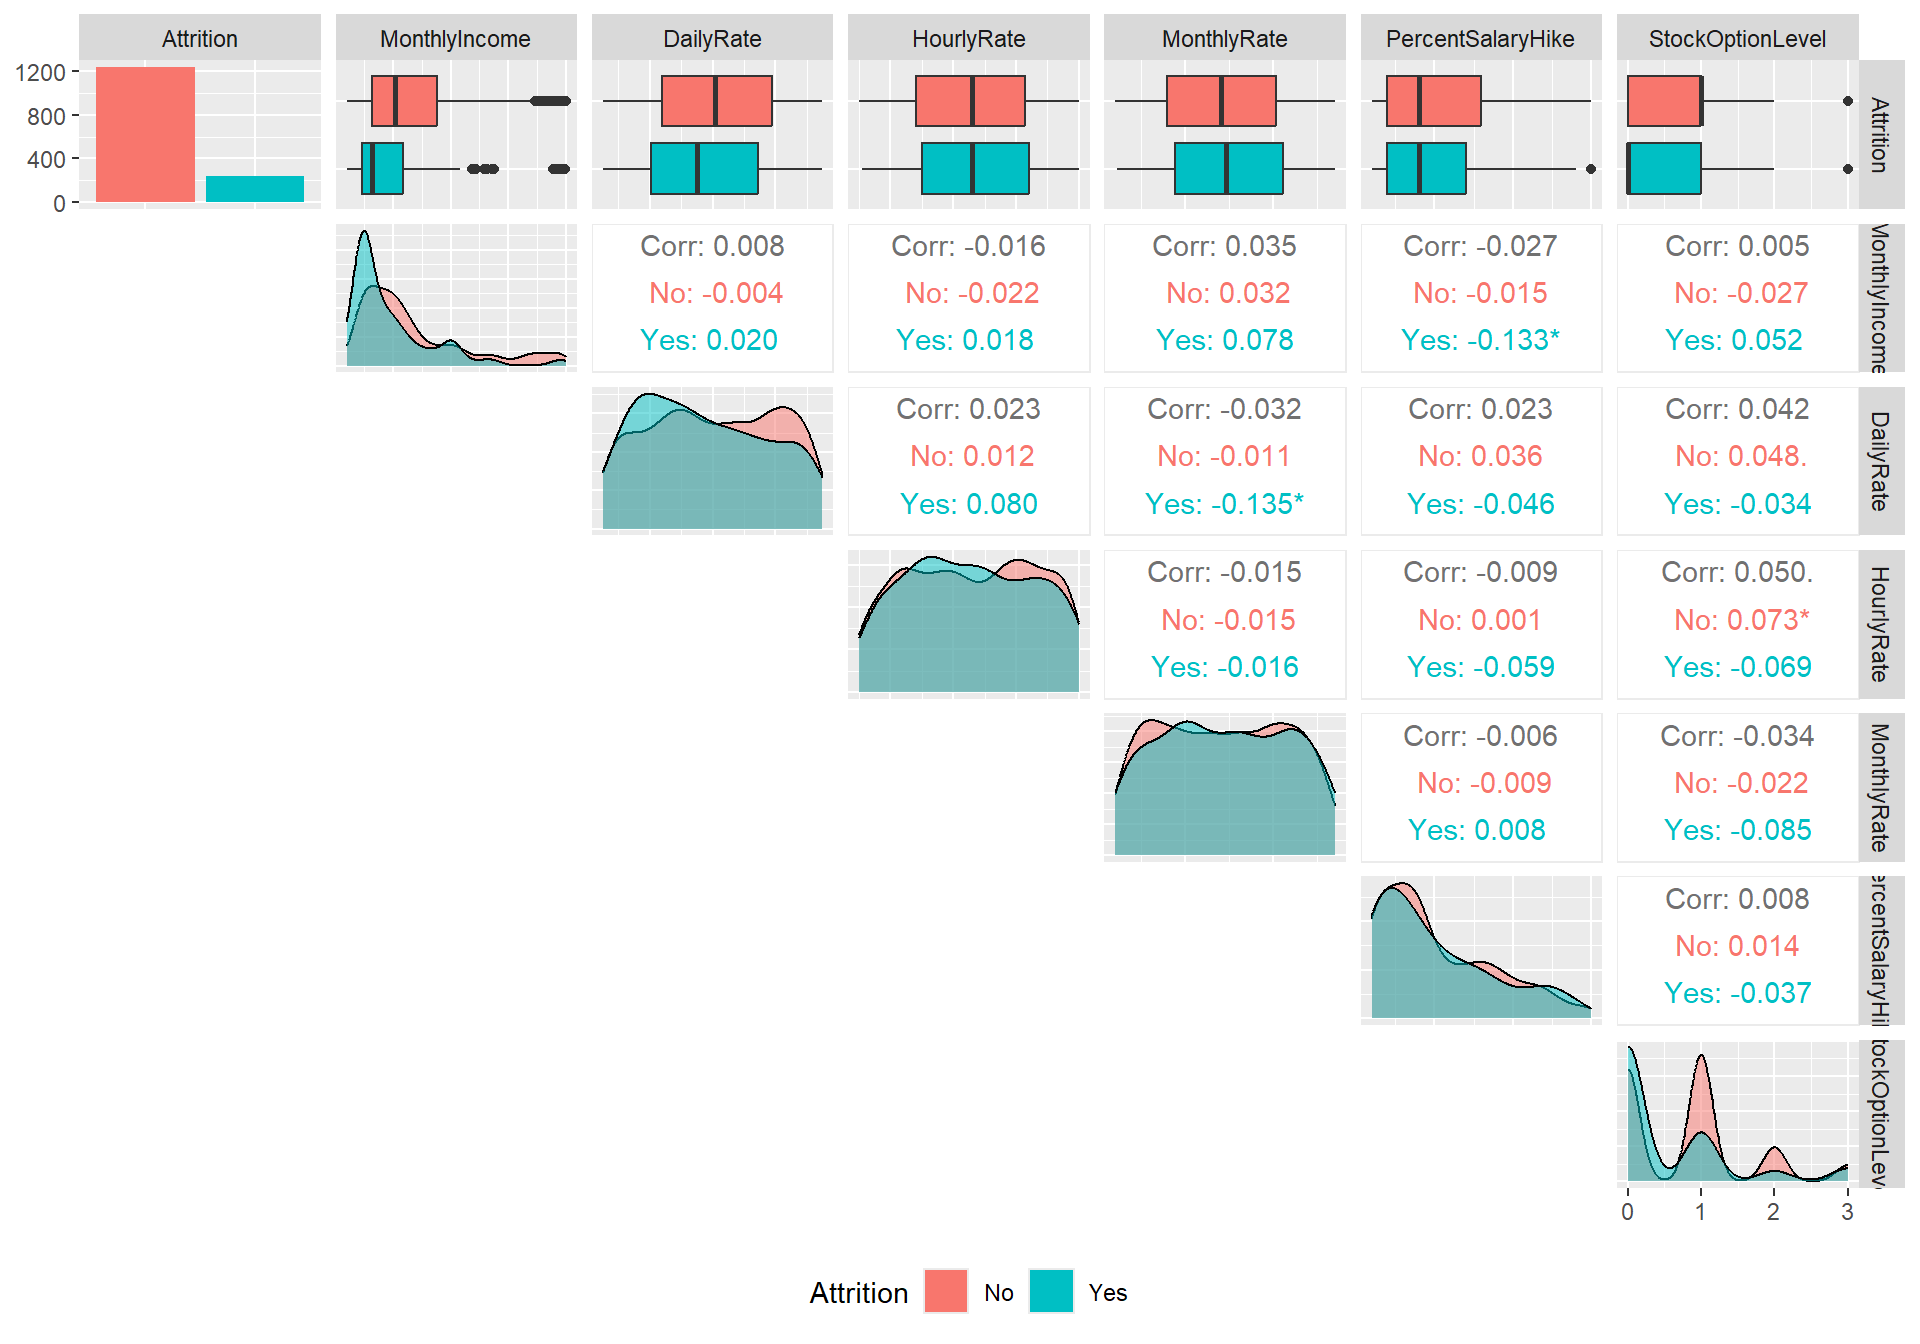 Attrition
MonthlyIncome
DailyRate
HourlyRate
MonthlyRate
PercentSalaryHike
StockOptionLevel
1200
800
400
0
Attrition
Corr: 0.008
No: -0.004
Yes: 0.020
Corr: -0.016
No: -0.022
Yes: 0.018
Corr: 0.035
No: 0.032
Yes: 0.078
Corr: -0.027
No: -0.015
Yes: -0.133*
Corr: 0.005
No: -0.027
Yes: 0.052
MonthlyIncome
Corr: 0.023
No: 0.012
Yes: 0.080
Corr: -0.032
No: -0.011
Yes: -0.135*
Corr: 0.023
No: 0.036
Yes: -0.046
Corr: 0.042
No: 0.048.
Yes: -0.034
DailyRate
Corr: -0.015
No: -0.015
Yes: -0.016
Corr: -0.009
No: 0.001
Yes: -0.059
Corr: 0.050.
No: 0.073*
Yes: -0.069
HourlyRate
Corr: -0.006
No: -0.009
Yes: 0.008
Corr: -0.034
No: -0.022
Yes: -0.085
MonthlyRate
Corr: 0.008
No: 0.014
Yes: -0.037
ercentSalaryHi
tockOptionLev
0
1
2
3
Attrition
No
Yes